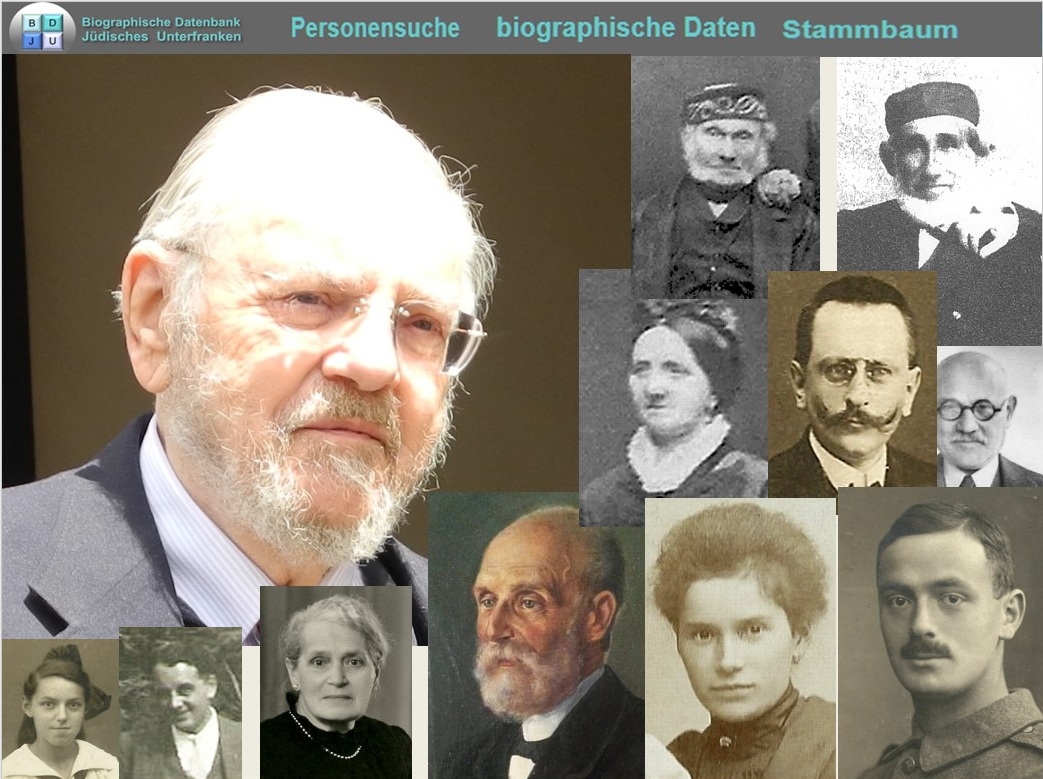 B D
J U
Biographische Datenbank
Jüdisches Unterfranken
Personensuche
biographische Daten
Stammbaum